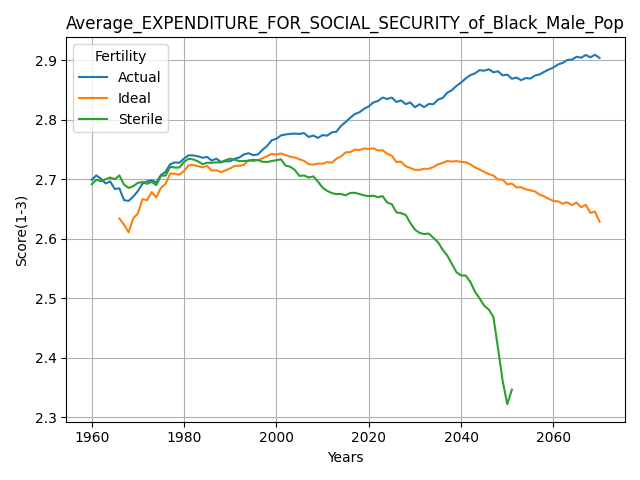 Average_EXPENDITURE_FOR_SOCIAL_SECURITY_of_Black_Male_Pop
Fertility
Actual
Ideal
Sterile
Score(1-3)
2.9
2.8
2.7
2.6
2.5
2.4
2.3
1960 1980 2000 2020 2040 2060
Years